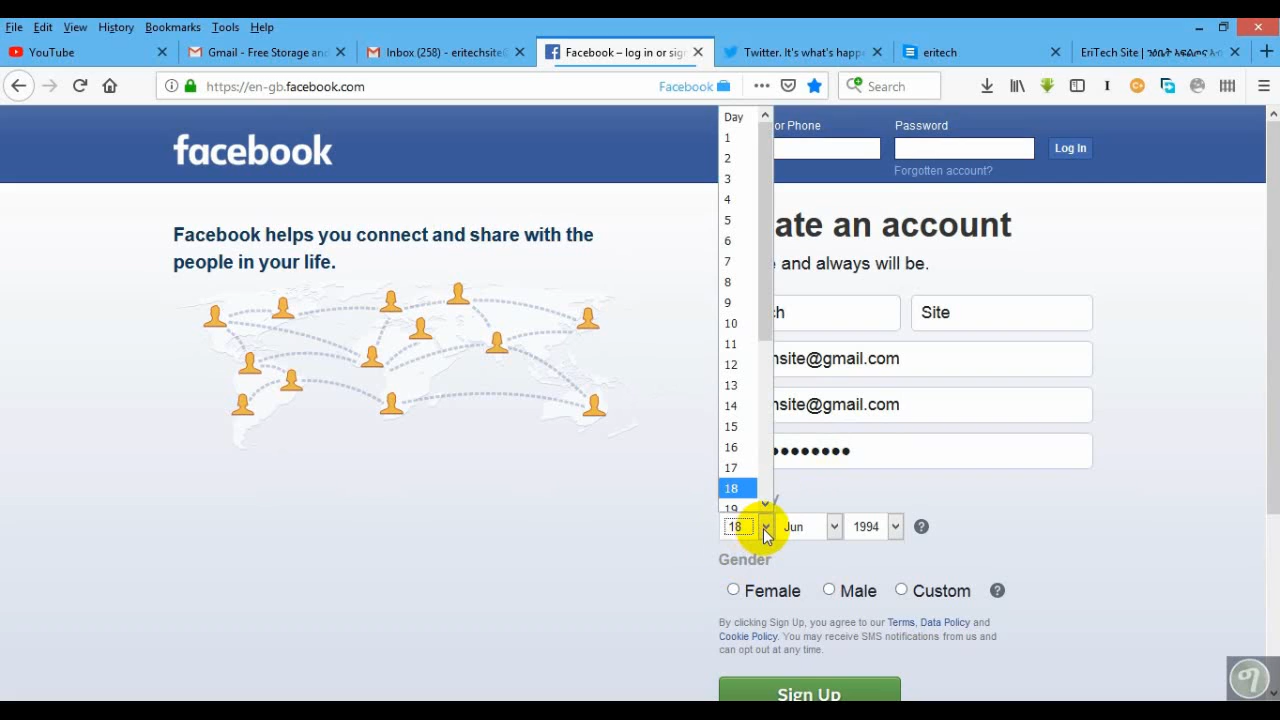 File Edit View History Bookmarks Tools Help
YouTube
Gmail - Free Storage and
Inbox (258) - eritechsite@
Facebook – log in or sig
Twitter. It's what's happe
eritech
EriTech Site |
https://en-gb.facebook.com
Facebook
Search
facebook
or Phone
Password
Log In
Forgotten account?
Facebook helps you connect and share with the
people in your life.
ate an account
e and always will be.
ch
Site
nsite@gmail.com
nsite@gmail.com
Day
1
2
3
4
5
6
7
8
9
10
11
12
13
14
15
16
17
18
19
18 Jun 1994
Gender
Female Male Custom
By clicking Sign Up, you agree to our Terms, Data Policy and
Cookie Policy. You may receive SMS notifications from us and
can opt out at any time.
Sign Up